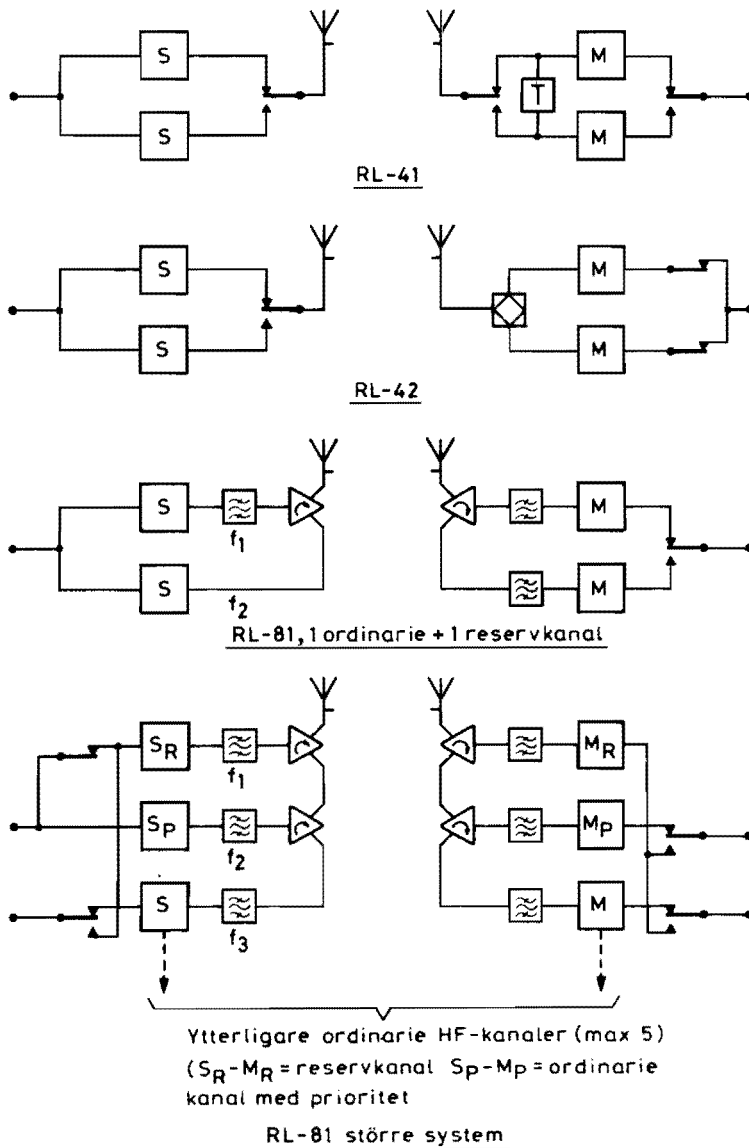 S
M
T
S
M
RL-41
S
M
S
M
RL-42
S
M
f1
S
M
f2
RL-81, 1 ordinarie + 1 reservkanal
SR
MR
f1
SP
MP
f2
S
M
f3
Ytterligare ordinarie HF-kanaler (max 5)
(SR-MR = reservkanal SP-MP = ordinarie
kanal med prioritet
RL-81 större system